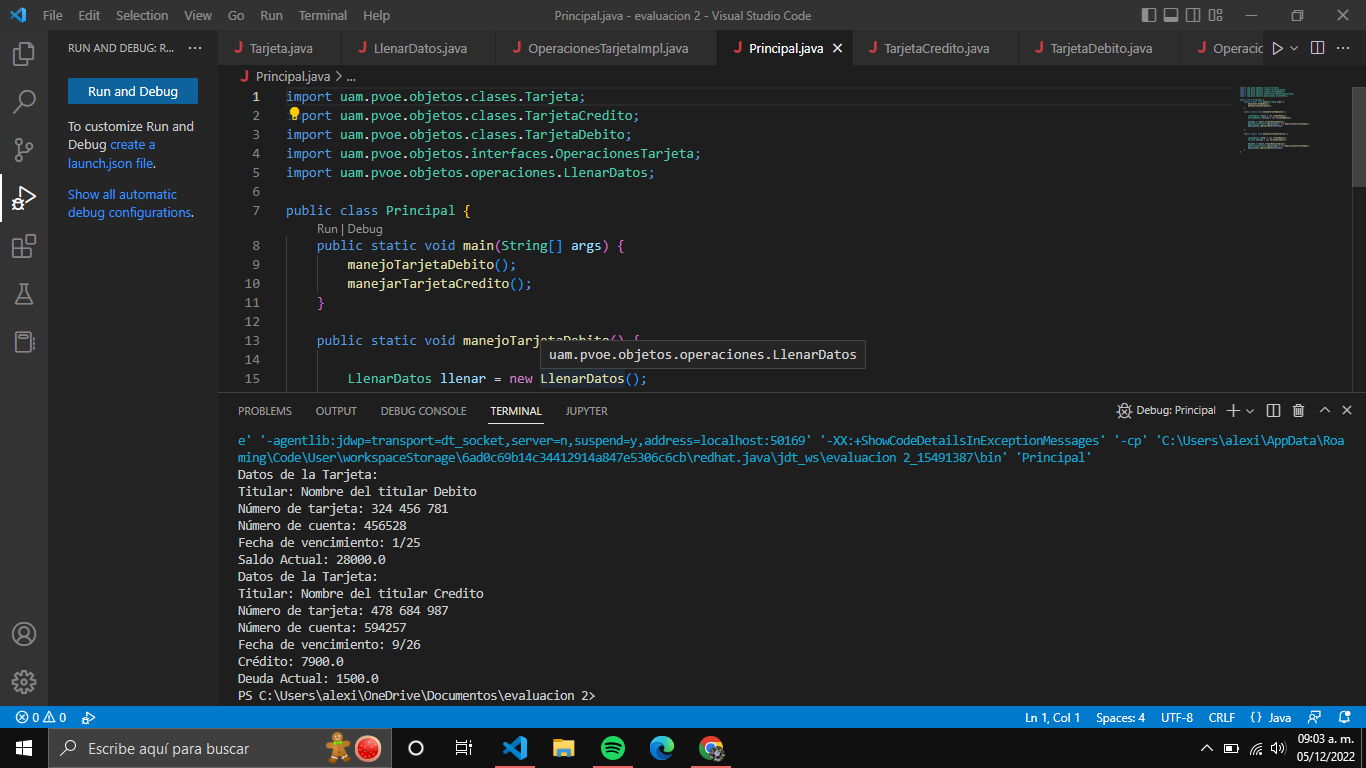 File Edit Selection View Go Run Terminal Help Principal.java - evaluacion 2 - Visual Studio Code
RUN AND DEBUG: R... ...
Run and Debug
To customize Run and
Debug create a
launch.json file.
Show all automatic
debug configurations.
Tarjeta.java LlenarDatos.java OperacionesTarjetaImpl.java Principal.java TarjetaCredito.java TarjetaDebito.java Operacic
Principal.java > ...
1 import uam.pvoe.objetos.clases.Tarjeta;
2 port uam.pvoe.objetos.clases.TarjetaCredito;
3 import uam.pvoe.objetos.clases.TarjetaDebito;
4 import uam.pvoe.objetos.interfaces.OperacionesTarjeta;
5 import uam.pvoe.objetos.operaciones.LlenarDatos;
6
7 public class Principal {
Run | Debug
8 public static void main(String[] args) {
9 manejoTarjetaDebito();
10 manejarTarjetaCredito();
11 }
12
13 public static void manejoTarjetaDebito() {
uam.pvoe.objetos.operaciones.LlenarDatos
14
15 LlenarDatos llenar = new LlenarDatos();
PROBLEMS OUTPUT DEBUG CONSOLE TERMINAL JUPYTER Debug: Principal
e' '-agentlib:jdwp=transport=dt_socket,server=n,suspend=y,address=localhost:50169' '-XX:+ShowCodeDetailsInExceptionMessages' '-cp' 'C:\Users\alexi\AppData\Roa
ming\Code\User\workspaceStorage\6ad0c69b14c34412914a847e5306c6cb\redhat.java\jdt_ws\evaluacion 2_15491387\bin' 'Principal'
Datos de la Tarjeta:
Titular: Nombre del titular Debito
Número de tarjeta: 324 456 781
Número de cuenta: 456528
Fecha de vencimiento: 1/25
Saldo Actual: 28000.0
Datos de la Tarjeta:
Titular: Nombre del titular Credito
Número de tarjeta: 478 684 987
Número de cuenta: 594257
Fecha de vencimiento: 9/26
Crédito: 7900.0
Deuda Actual: 1500.0
PS C:\Users\alexi\OneDrive\Documentos\evaluacion 2>
0 0 Ln 1, Col 1 Spaces: 4 UTF-8 CRLF {} Java
Escribe aquí para buscar
09:03 a. m.
05/12/2022